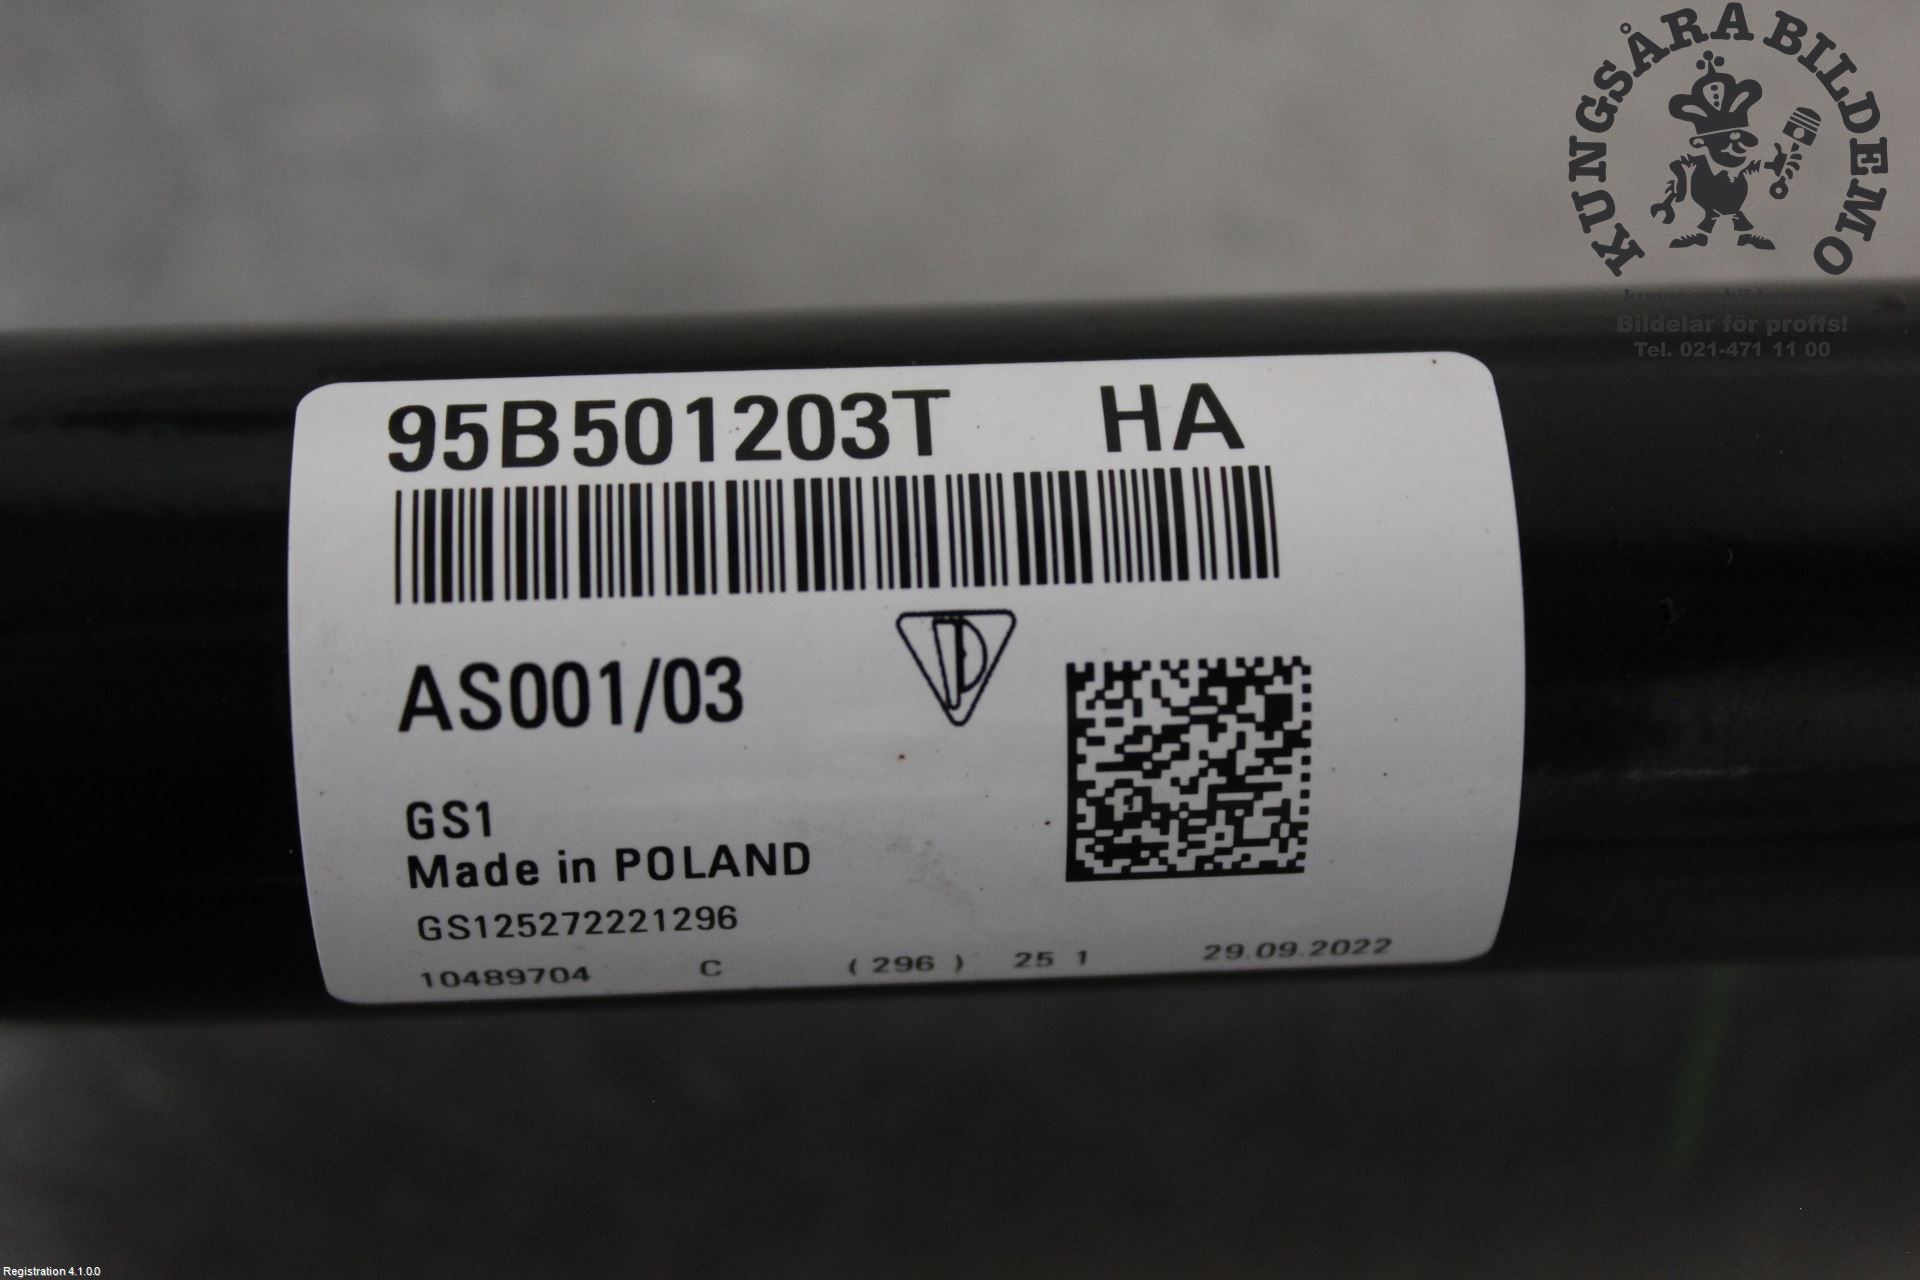 KUNGSÅRA BILDEMO
Bildelar för proffs!
Tel. 021-471 11 00
95B501203T HA
AS001/03
GS1
Made in POLAND
GS125272221296
10489704 C ( 296 ) 25 1 29.09.2022
Registration 4.1.0.0